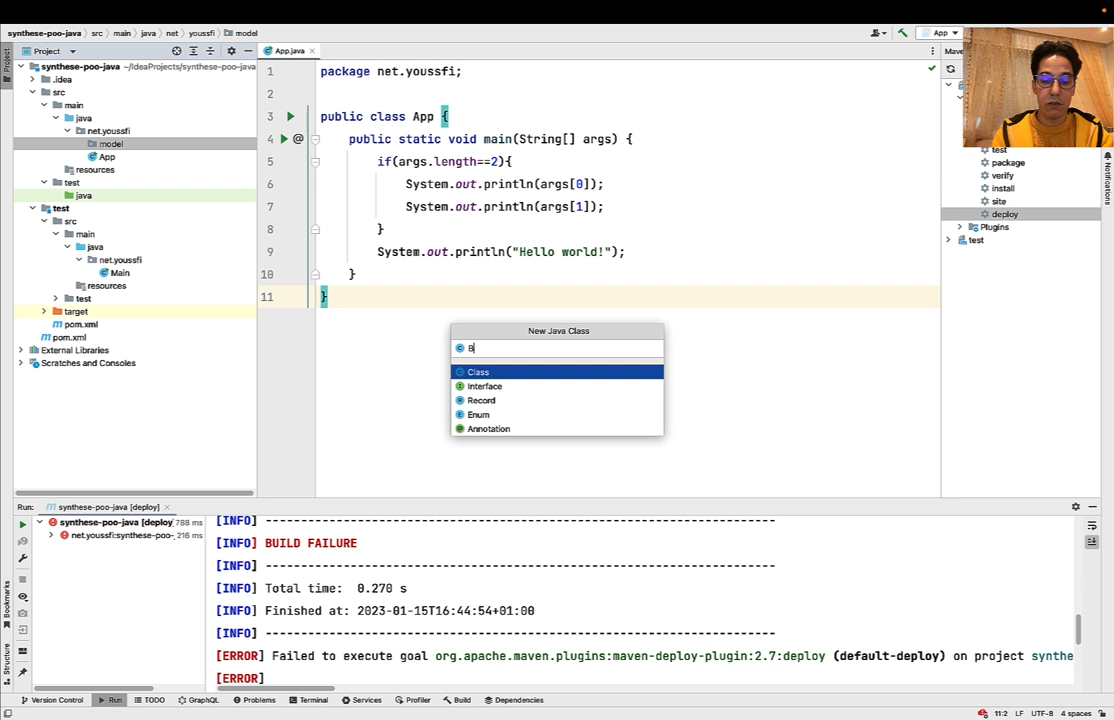 synthese-poo-java
src
main
java
net
youssfi
model
App
Project
App.java
Maven
synthese-poo-java ~/IdeaProjects/synthese-poo-java
.idea
src
main
java
net.youssfi
model
App
resources
test
java
test
src
main
java
net.youssfi
Main
resources
test
target
pom.xml
pom.xml
External Libraries
Scratches and Consoles
1 package net.youssfi;
2
3 public class App {
4 @ public static void main(String[] args) {
5 if(args.length==2){
6 System.out.println(args[0]);
7 System.out.println(args[1]);
8 }
9 System.out.println("Hello world!");
10 }
11 }
New Java Class
B
Class
Interface
Record
Enum
Annotation
test
package
verify
install
site
deploy
Plugins
test
Project
Notifications
Bookmarks
Structure
Run:
synthese-poo-java [deploy]
synthese-poo-java [deploy] 788 ms
net.youssfi:synthese-poo- 216 ms
[INFO] ------------------------------------------------------------------------
[INFO] BUILD FAILURE
[INFO] ------------------------------------------------------------------------
[INFO] Total time:  0.270 s
[INFO] Finished at: 2023-01-15T16:44:54+01:00
[INFO] ------------------------------------------------------------------------
[ERROR] Failed to execute goal org.apache.maven.plugins:maven-deploy-plugin:2.7:deploy (default-deploy) on project synthe
[ERROR]
Version Control
Run
TODO
GraphQL
Problems
Terminal
Services
Profiler
Build
Dependencies
11:2 LF UTF-8 4 spaces